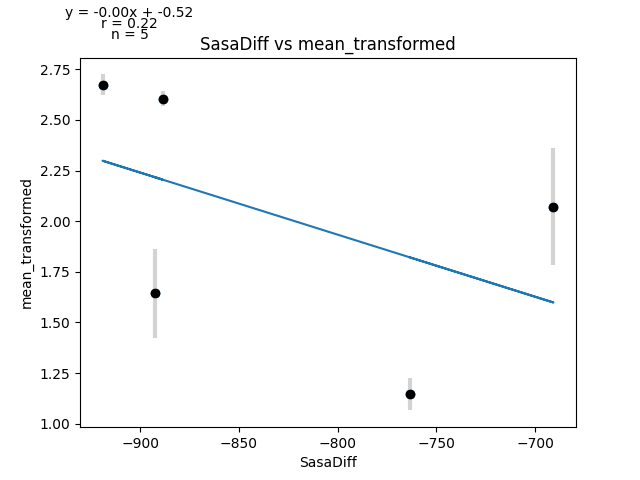 y = -0.00x + -0.52
r = 0.22
n = 5
SasaDiff vs mean_transformed
mean_transformed
2.75
2.50
2.25
2.00
1.75
1.50
1.25
1.00
−900
−850
−800
−750
−700
SasaDiff